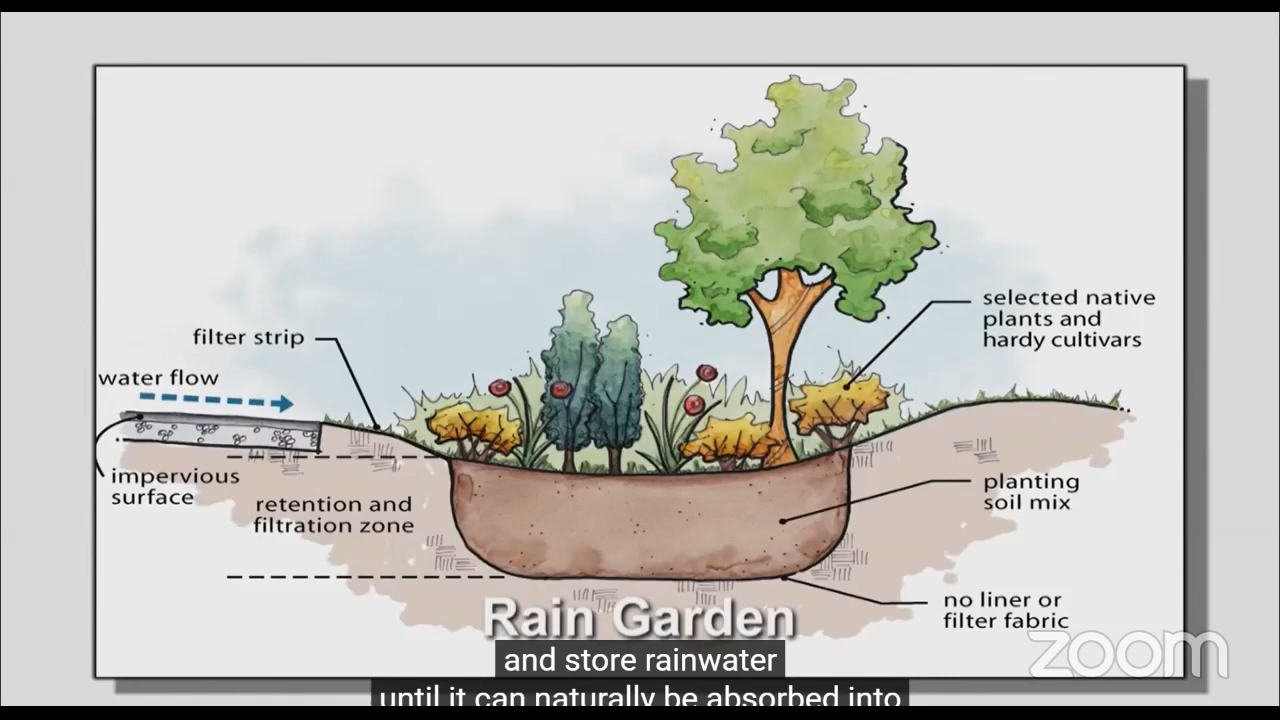 selected native
plants and
hardy cultivars
filter strip
water flow
impervious
surface
retention and
filtration zone
planting
soil mix
no liner or
filter fabric
Rain Garden
zoom
and store rainwater
until it can naturally be absorbed into